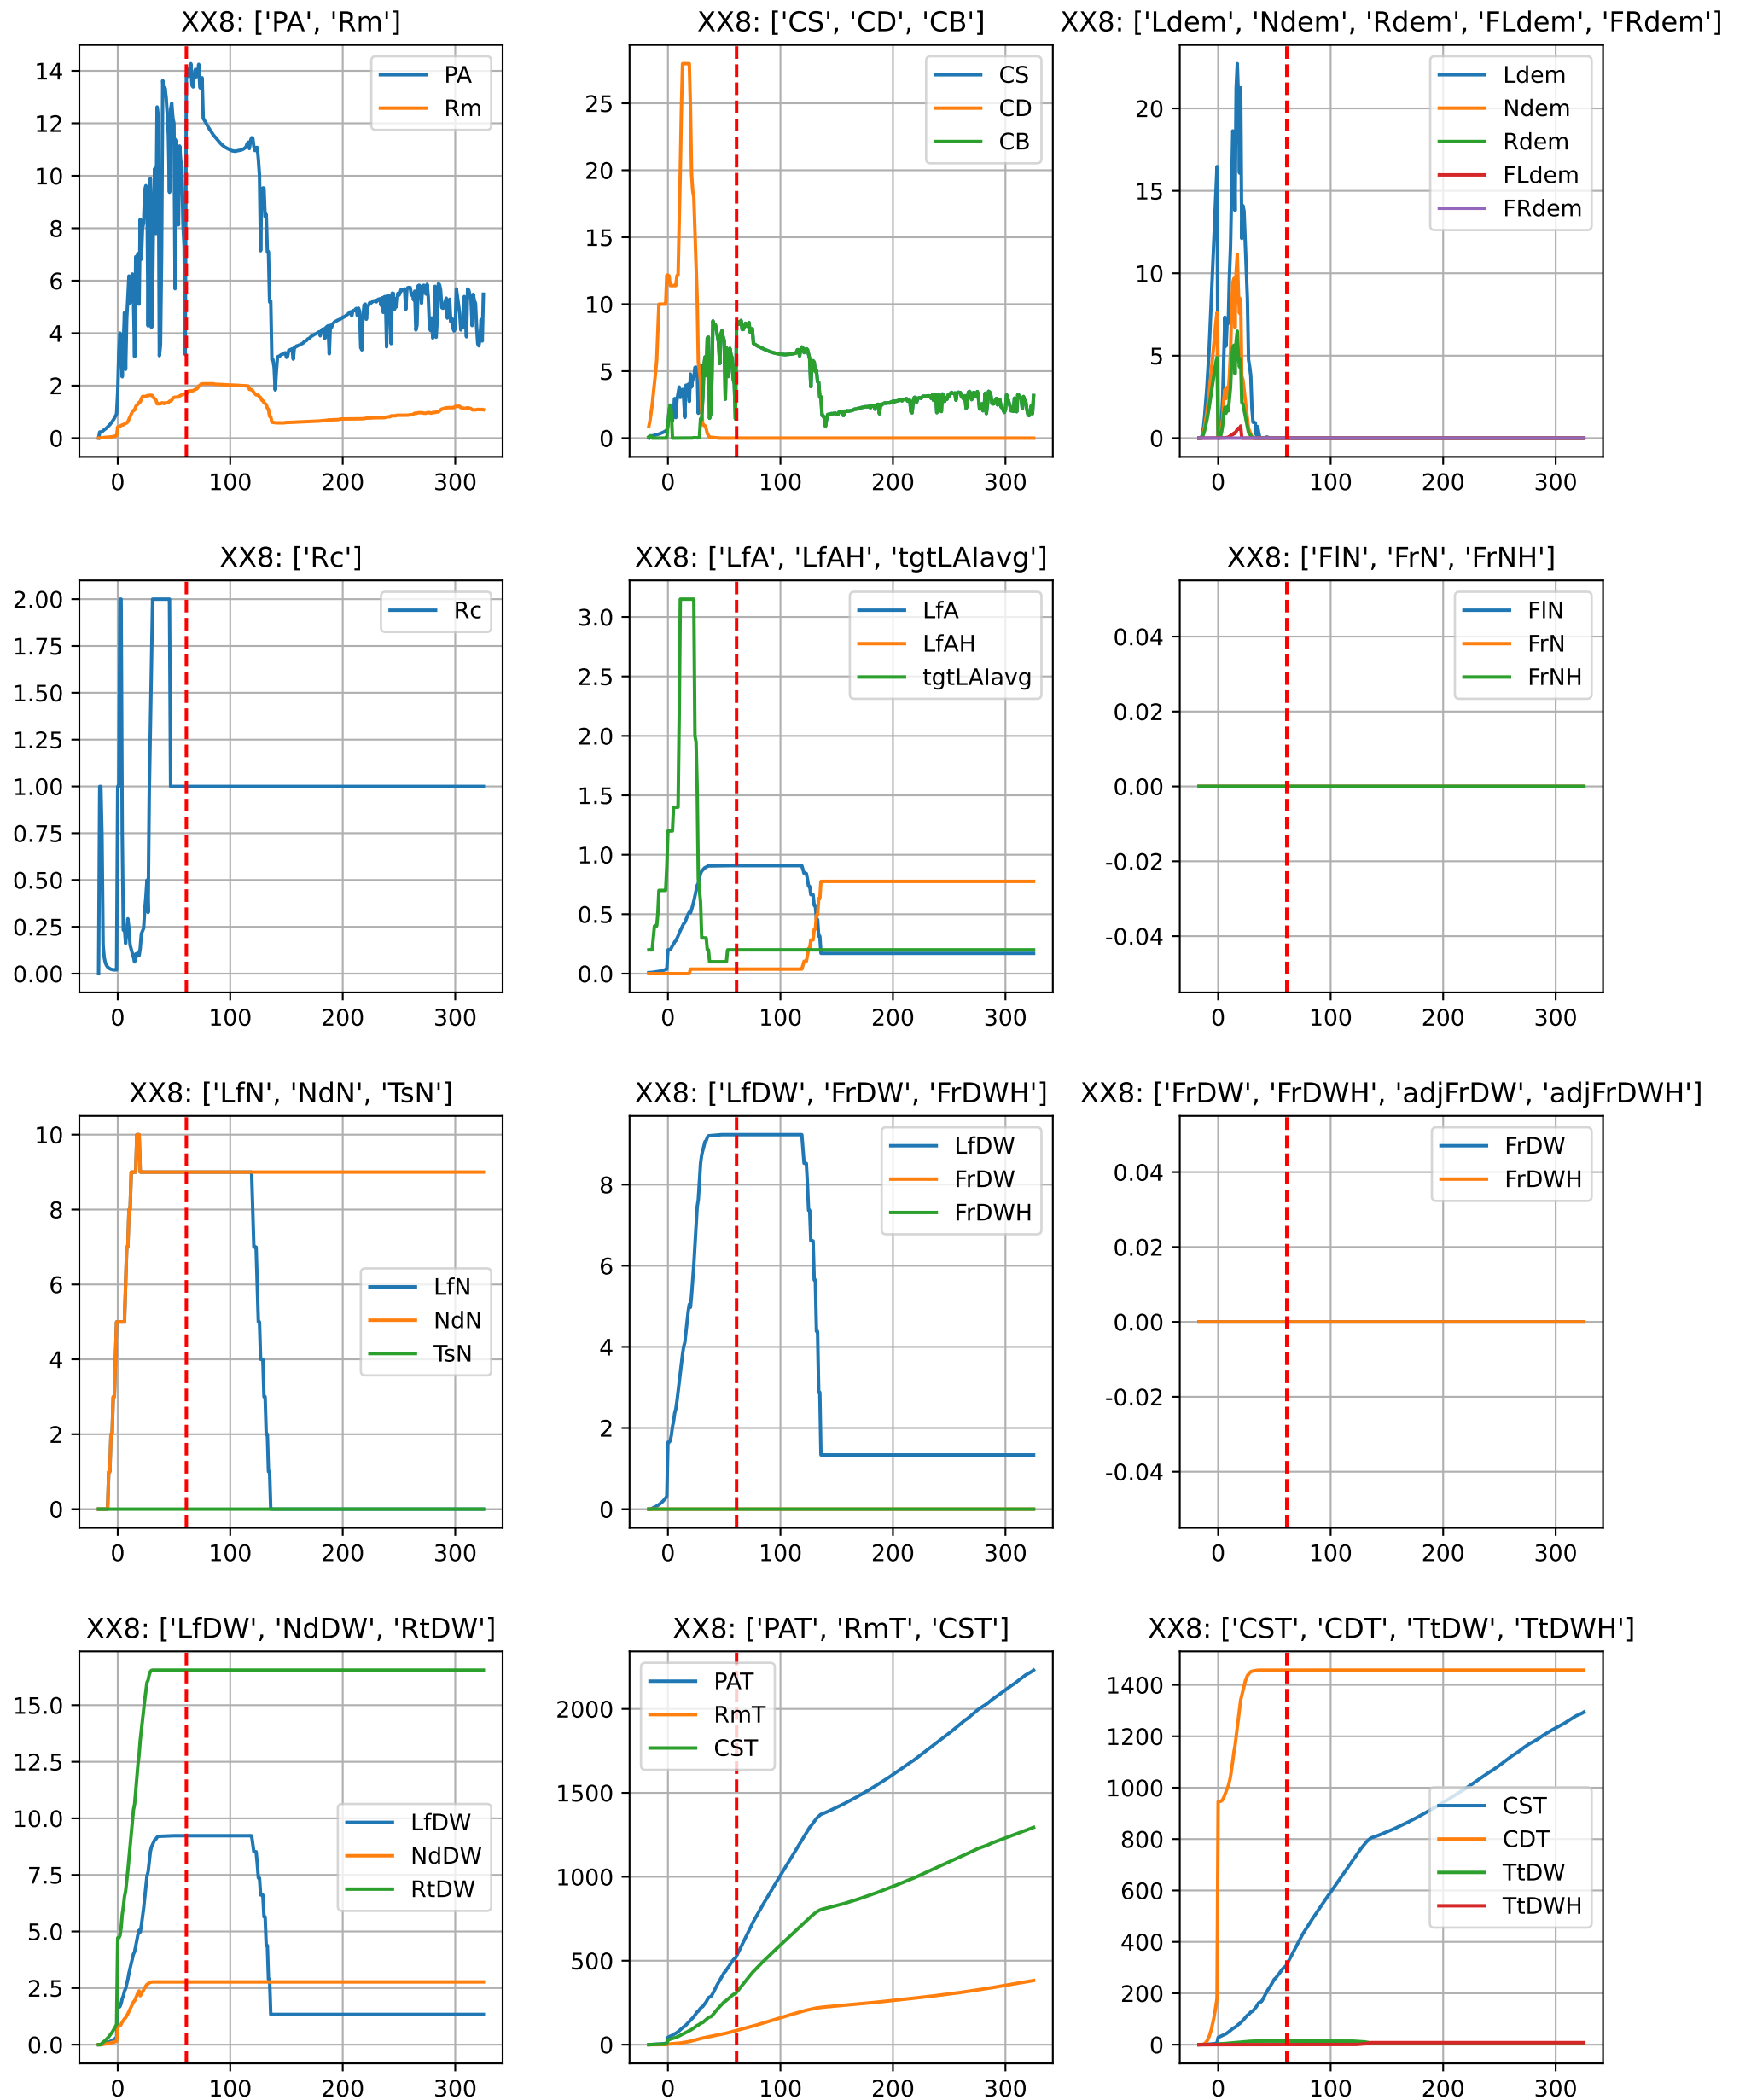 XX8: ['PA', 'Rm']
14
12
10
8
6
4
2
0
0 100 200 300
PA
Rm
XX8: ['CS', 'CD', 'CB']
25
20
15
10
5
0
0 100 200 300
CS
CD
CB
XX8: ['Ldem', 'Ndem', 'Rdem', 'FLdem', 'FRdem']
20
15
10
5
0
0 100 200 300
Ldem
Ndem
Rdem
FLdem
FRdem
XX8: ['Rc']
2.00
1.75
1.50
1.25
1.00
0.75
0.50
0.25
0.00
0 100 200 300
Rc
XX8: ['LfA', 'LfAH', 'tgtLAIavg']
3.0
2.5
2.0
1.5
1.0
0.5
0.0
0 100 200 300
LfA
LfAH
tgtLAIavg
XX8: ['FlN', 'FrN', 'FrNH']
0.04
0.02
0.00
-0.02
-0.04
0 100 200 300
FlN
FrN
FrNH
XX8: ['LfN', 'NdN', 'TsN']
10
8
6
4
2
0
0 100 200 300
LfN
NdN
TsN
XX8: ['LfDW', 'FrDW', 'FrDWH']
8
6
4
2
0
0 100 200 300
LfDW
FrDW
FrDWH
XX8: ['FrDW', 'FrDWH', 'adjFrDW', 'adjFrDWH']
0.04
0.02
0.00
-0.02
-0.04
0 100 200 300
FrDW
FrDWH
XX8: ['LfDW', 'NdDW', 'RtDW']
15.0
12.5
10.0
7.5
5.0
2.5
0.0
0 100 200 300
LfDW
NdDW
RtDW
XX8: ['PAT', 'RmT', 'CST']
2000
1500
1000
500
0
0 100 200 300
PAT
RmT
CST
XX8: ['CST', 'CDT', 'TtDW', 'TtDWH']
1400
1200
1000
800
600
400
200
0
0 100 200 300
CST
CDT
TtDW
TtDWH